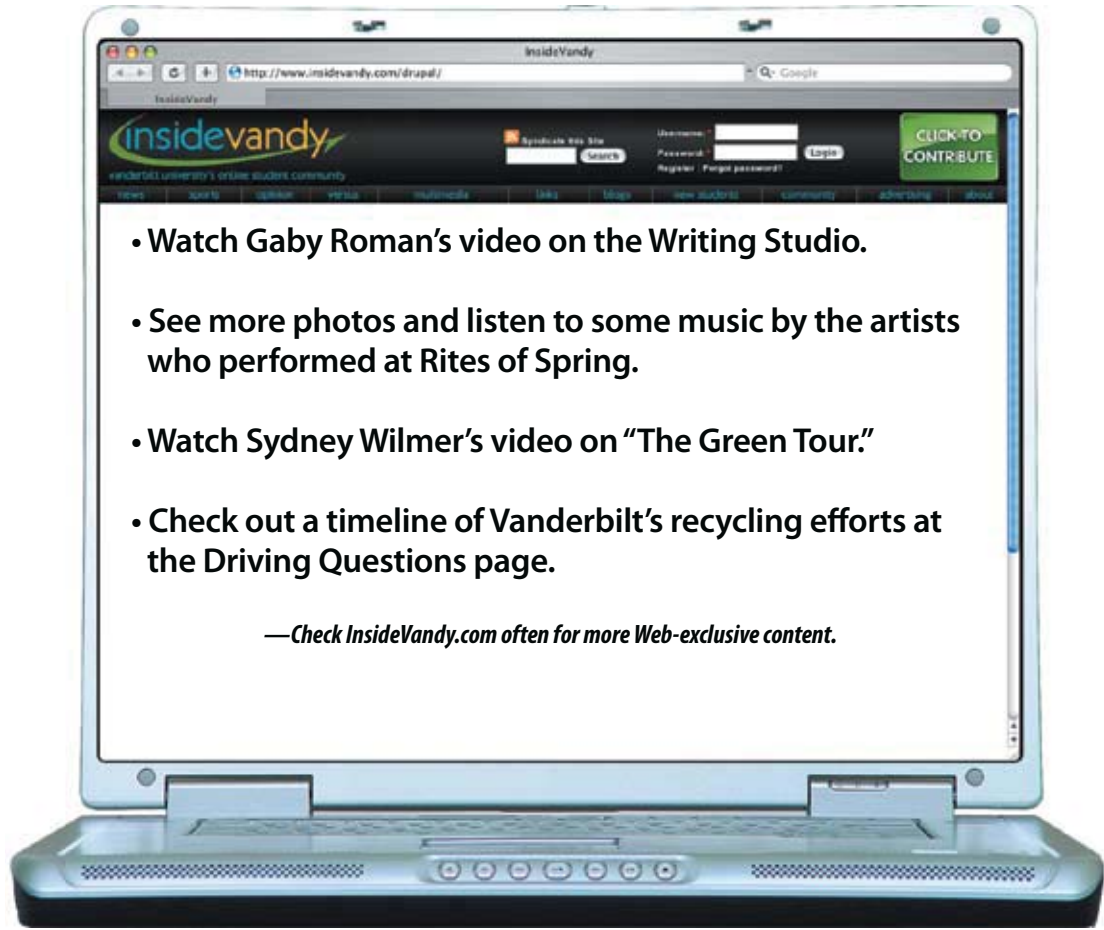 InsideVandy
http://www.insidevandy.com/drupal/
Google
InsideVandy
insidevandy
Syndicate this Site
Username: *
CLICK TO
CONTRIBUTE
Search
Password: *
Login
Register Forgot password?
vanderbilt university's online student community
news sports opinion versus multimedia links blogs new students community advertising about
• Watch Gaby Roman’s video on the Writing Studio.
• See more photos and listen to some music by the artists
who performed at Rites of Spring.
• Watch Sydney Wilmer’s video on “The Green Tour.”
• Check out a timeline of Vanderbilt’s recycling efforts at
the Driving Questions page.
—Check InsideVandy.com often for more Web-exclusive content.